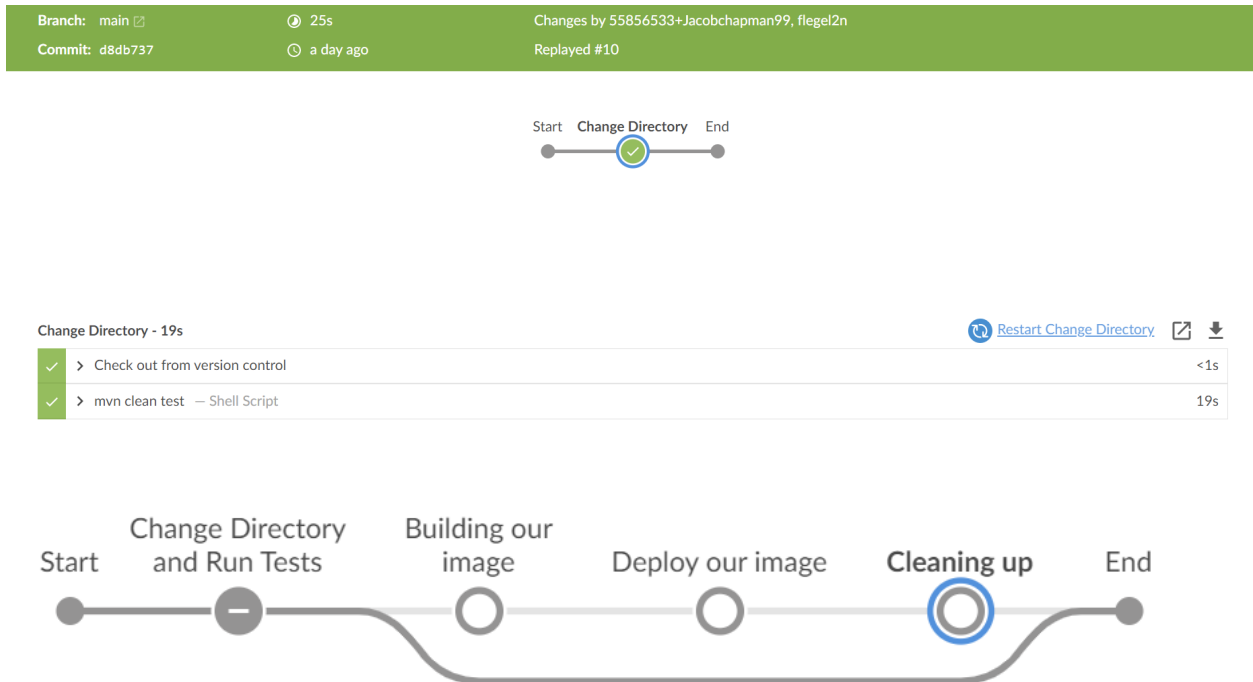 Branch: main 25s Changes by 55856533+Jacobchapman99, flegel2n
Commit: d8db737 a day ago Replayed #10
Start Change Directory End
Change Directory - 19s Restart Change Directory
Check out from version control <1s
mvn clean test — Shell Script 19s
Change Directory Building our
Start and Run Tests image Deploy our image Cleaning up End